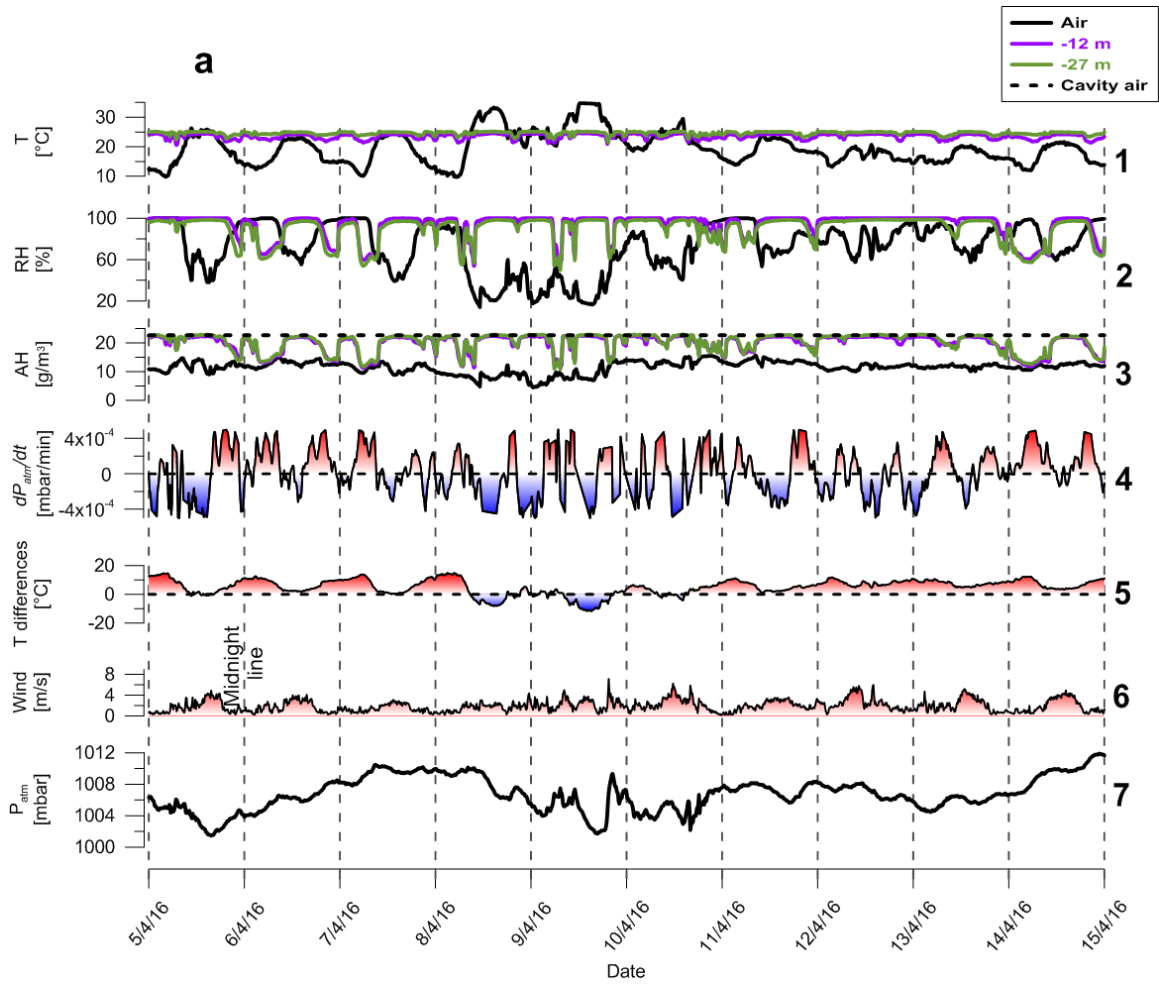 Air
-12 m
-27 m
Cavity air
a
T
[°C]
30
20
10
1
RH
[%]
100
60
20
2
AH
[g/m³]
20
10
0
3
dPatm/dt
[mbar/min]
4x10⁻⁴
0
-4x10⁻⁴
4
T differences
[°C]
20
0
-20
5
Midnight
line
Wind
[m/s]
8
4
0
6
Patm
[mbar]
1012
1008
1004
1000
7
5/4/16
6/4/16
7/4/16
8/4/16
9/4/16
10/4/16
11/4/16
12/4/16
13/4/16
14/4/16
15/4/16
Date